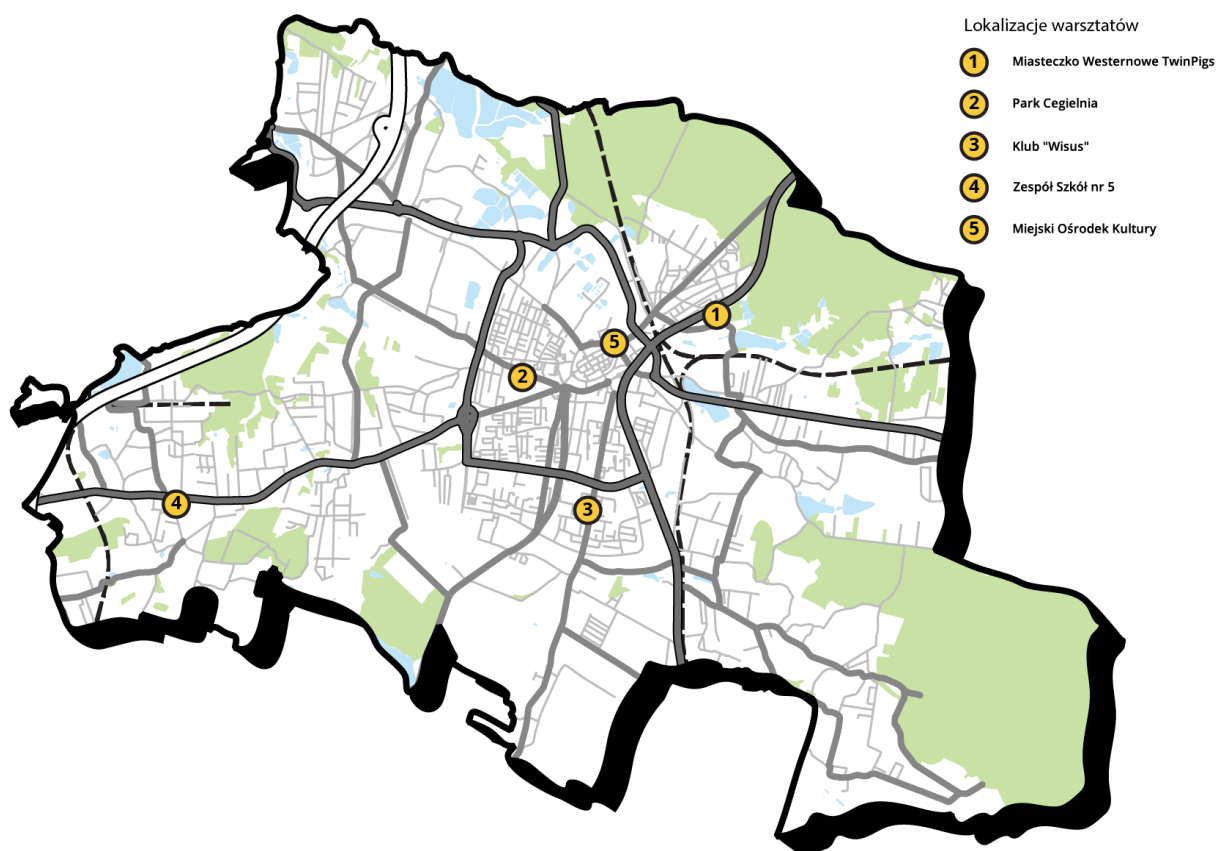 Lokalizacje warsztatów
1 Miasteczko Westernowe TwinPigs
2 Park Cegielnia
3 Klub "Wisus"
4 Zespół Szkół nr 5
5 Miejski Ośrodek Kultury
1
5
2
4
3